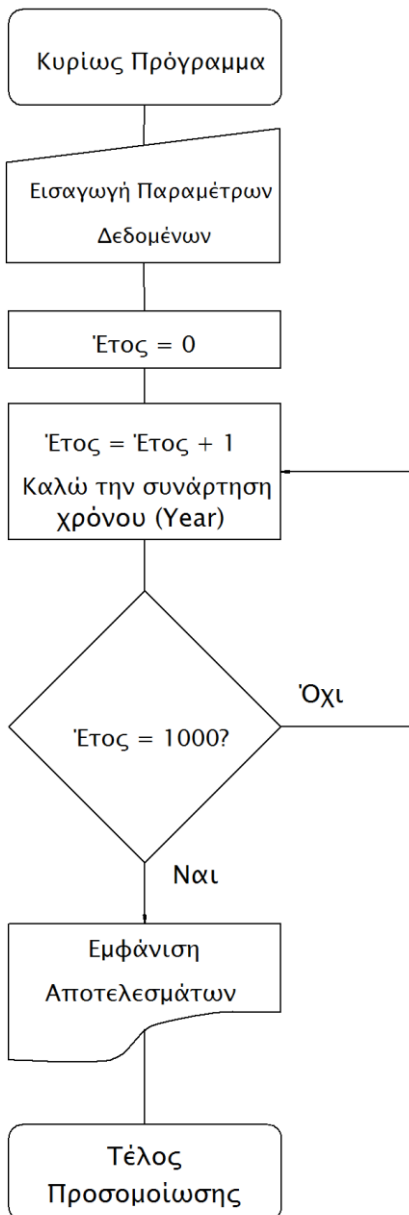 Κυρίως Πρόγραμμα
Εισαγωγή Παραμέτρων
Δεδομένων
Έτος = 0
Έτος = Έτος + 1
Καλώ την συνάρτηση
χρόνου (Year)
Όχι
Έτος = 1000?
Ναι
Εμφάνιση
Αποτελεσμάτων
Τέλος
Προσομοίωσης